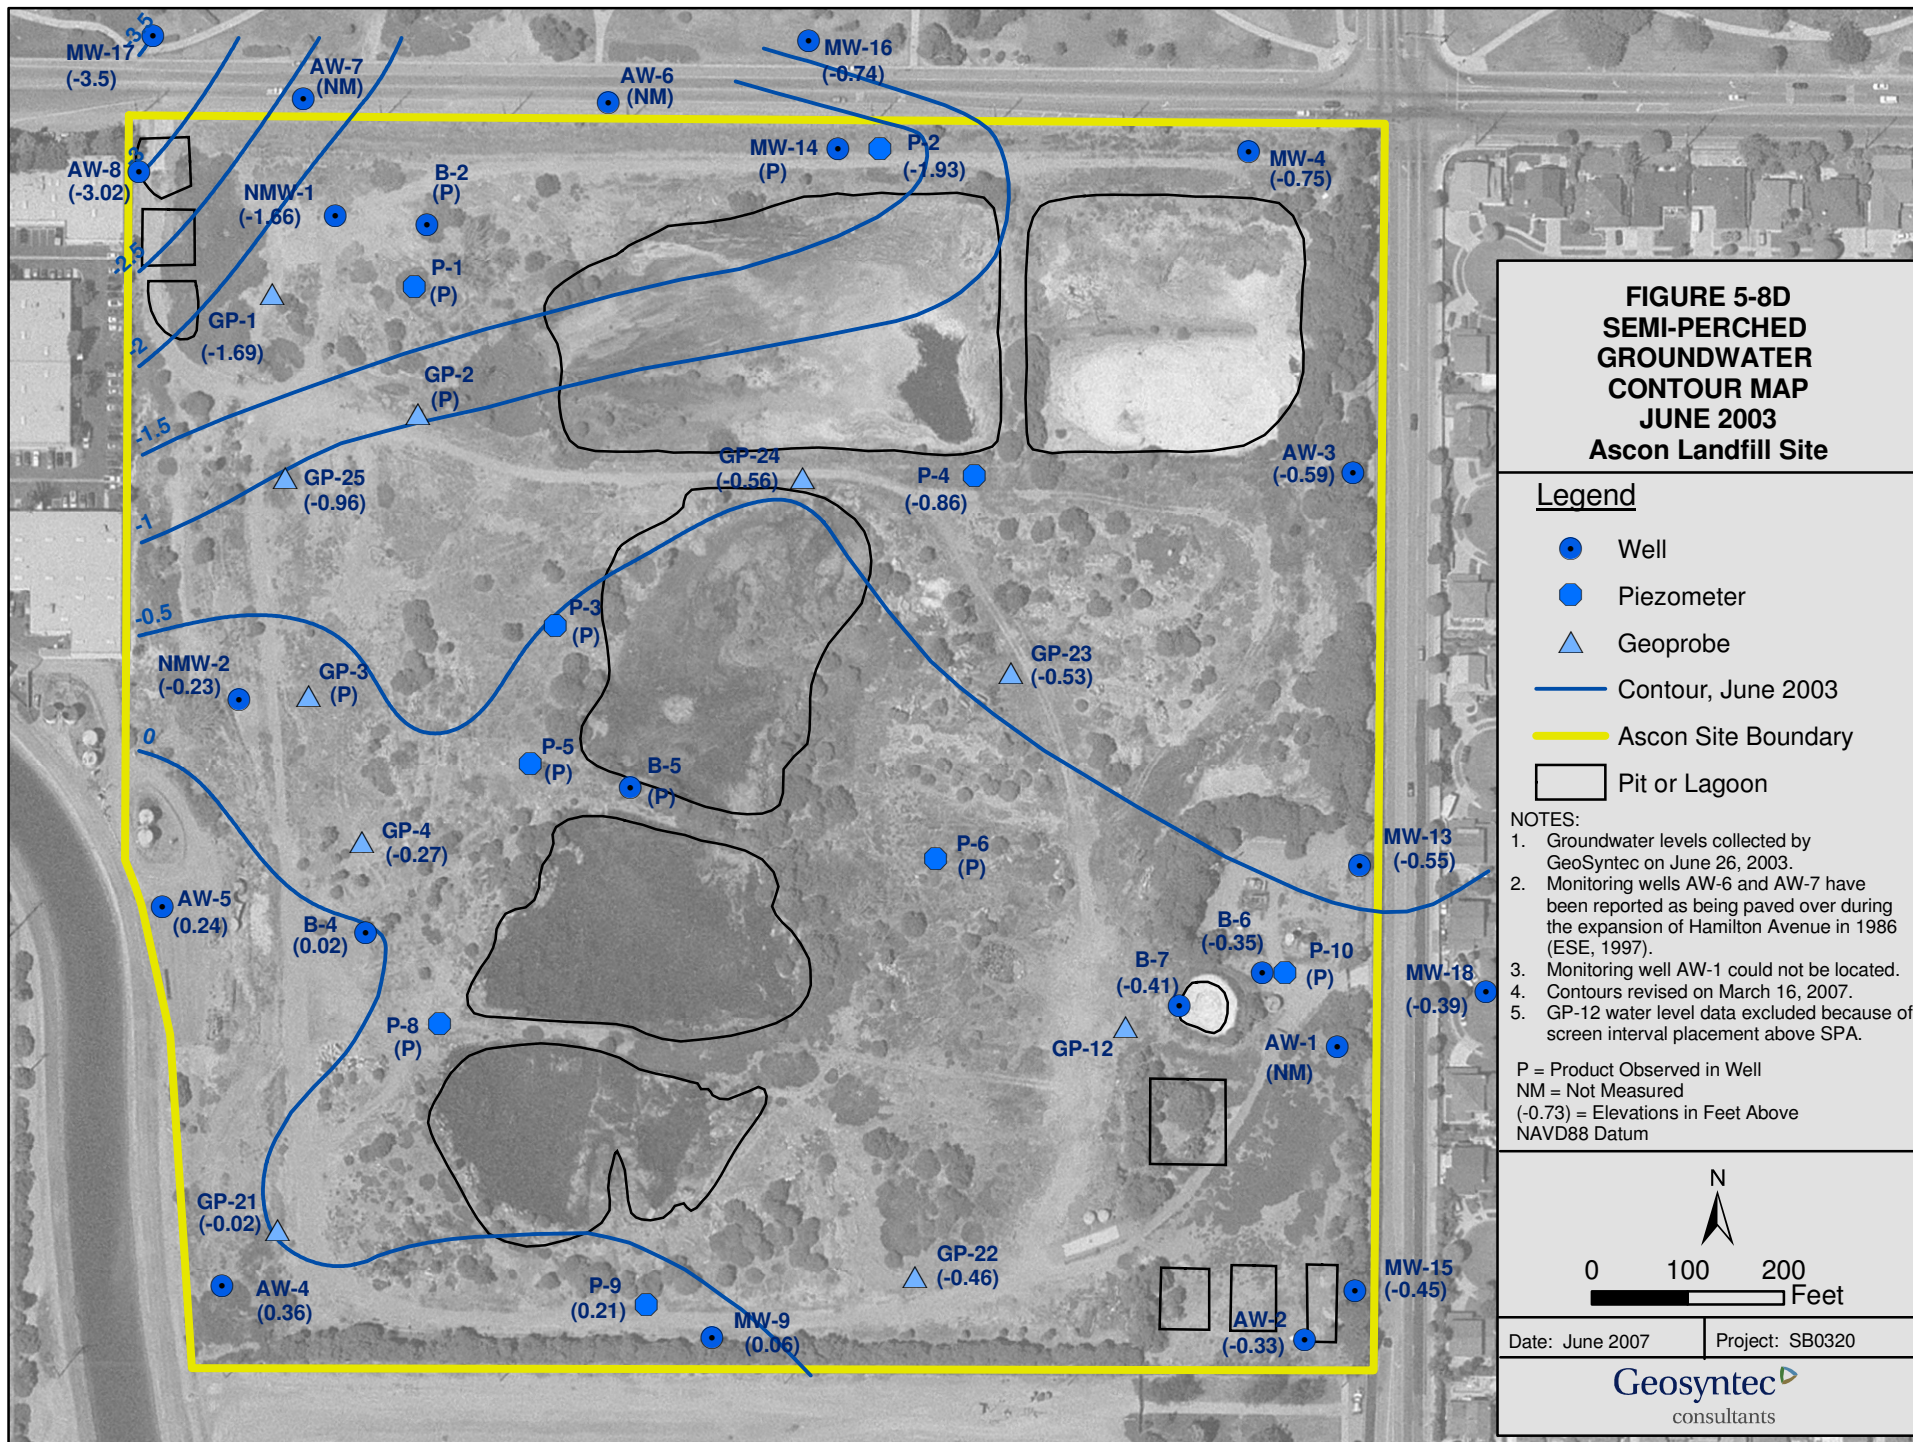 -3.5
MW-17
(-3.5)
AW-7
(NM)
AW-6
(NM)
MW-16
(-0.74)
-3
AW-8
(-3.02)
NMW-1
(-1.66)
B-2
(P)
MW-14
(P)
P-2
(-1.93)
MW-4
(-0.75)
-2.5
P-1
(P)
GP-1
(-1.69)
-2
GP-2
(P)
-1.5
GP-25
(-0.96)
GP-24
(-0.56)
P-4
(-0.86)
AW-3
(-0.59)
-1
-0.5
P-3
(P)
NMW-2
(-0.23)
GP-3
(P)
GP-23
(-0.53)
0
P-5
(P)
B-5
(P)
GP-4
(-0.27)
P-6
(P)
MW-13
(-0.55)
AW-5
(0.24)
B-4
(0.02)
B-6
(-0.35)
P-10
(P)
B-7
(-0.41)
MW-18
(-0.39)
P-8
(P)
GP-12
AW-1
(NM)
GP-21
(-0.02)
GP-22
(-0.46)
AW-4
(0.36)
P-9
(0.21)
MW-9
(0.06)
MW-15
(-0.45)
AW-2
(-0.33)
FIGURE 5-8D
SEMI-PERCHED
GROUNDWATER
CONTOUR MAP
JUNE 2003
Ascon Landfill Site
Legend
Well
Piezometer
Geoprobe
Contour, June 2003
Ascon Site Boundary
Pit or Lagoon
NOTES:
1. Groundwater levels collected by
GeoSyntec on June 26, 2003.
2. Monitoring wells AW-6 and AW-7 have
been reported as being paved over during
the expansion of Hamilton Avenue in 1986
(ESE, 1997).
3. Monitoring well AW-1 could not be located.
4. Contours revised on March 16, 2007.
5. GP-12 water level data excluded because of
screen interval placement above SPA.
P = Product Observed in Well
NM = Not Measured
(-0.73) = Elevations in Feet Above
NAVD88 Datum
N
0 100 200
Feet
Date: June 2007
Project: SB0320
Geosyntec
consultants